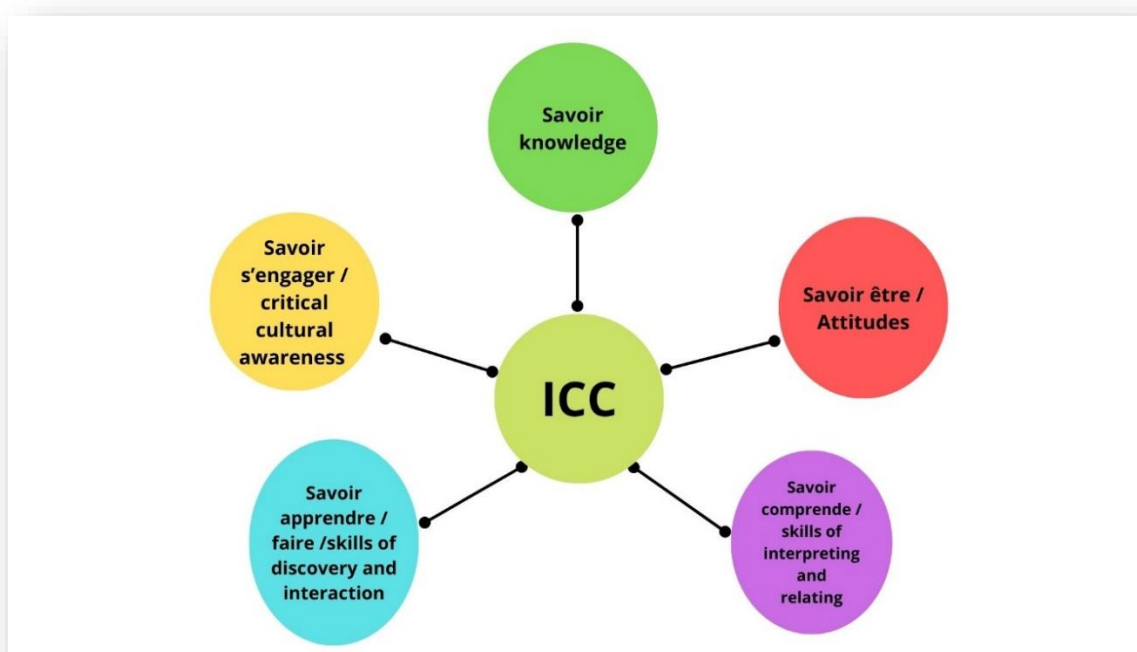 Savoir
knowledge
Savoir
s'engager /
critical
cultural
awareness
Savoir être /
Attitudes
ICC
Savoir
apprendre /
faire /skills of
discovery and
interaction
Savoir
comprende /
skills of
interpreting
and
relating